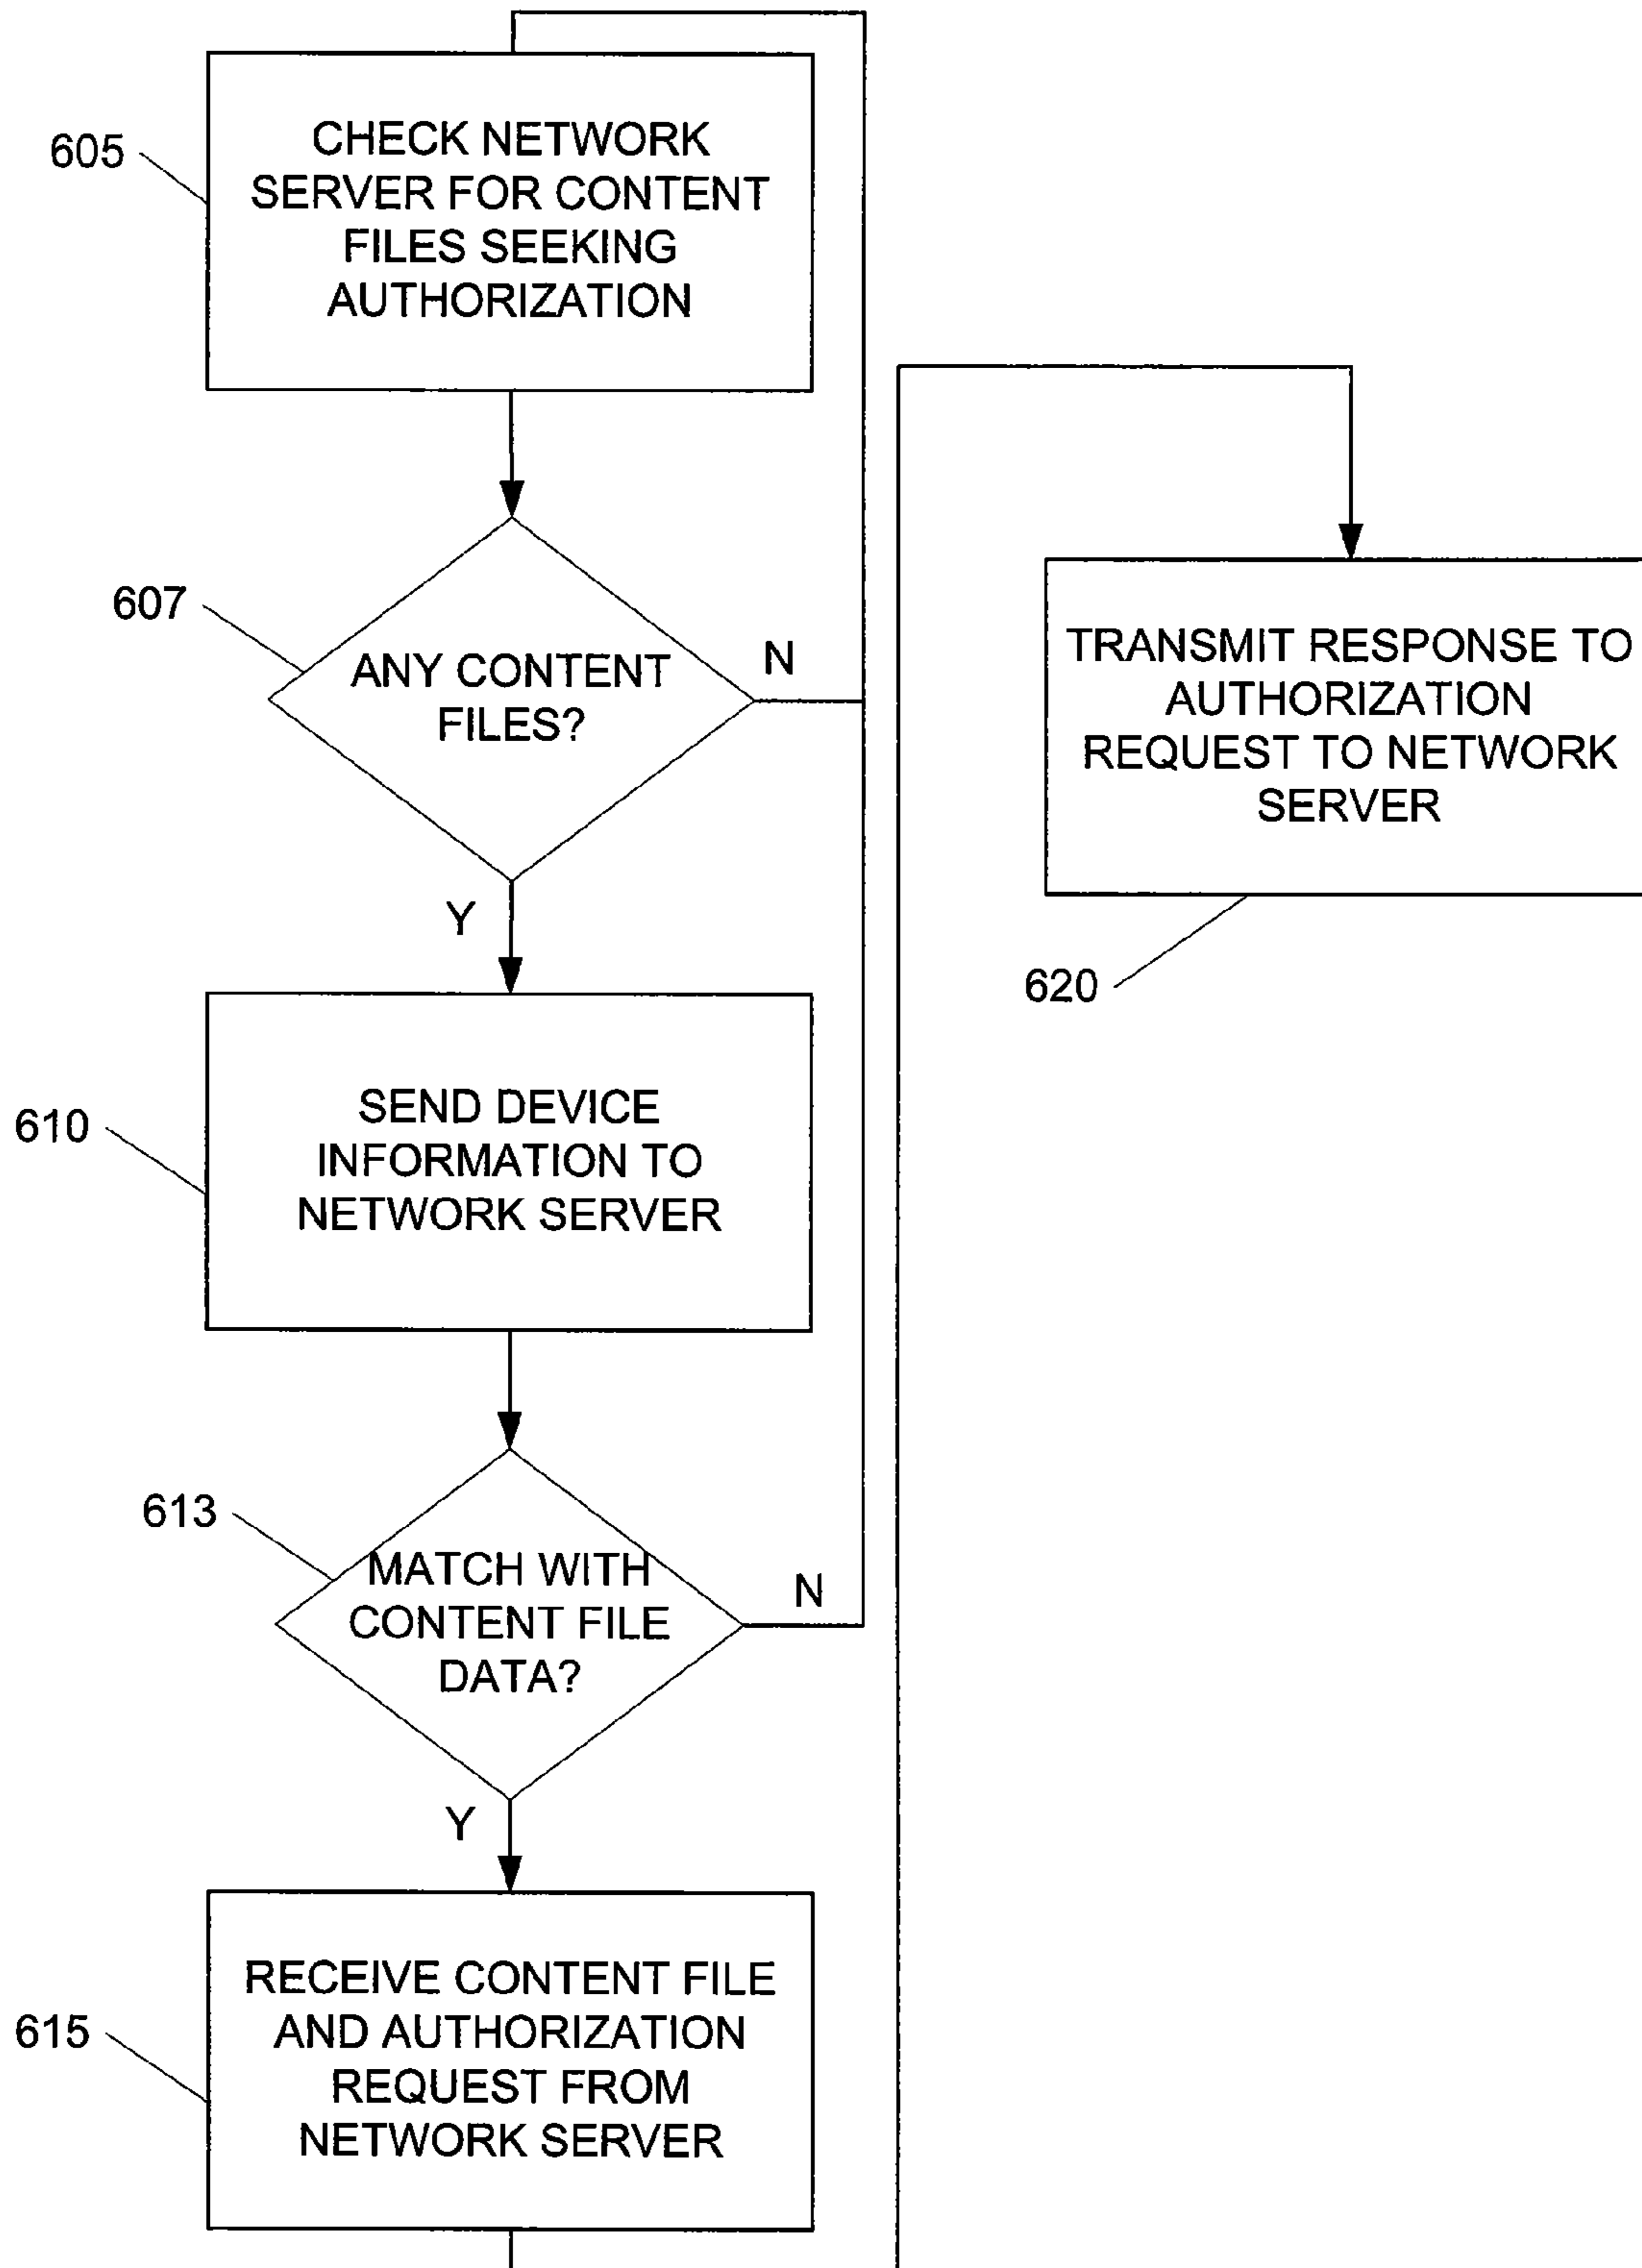 605
CHECK NETWORK
SERVER FOR CONTENT
FILES SEEKING
AUTHORIZATION
607
ANY CONTENT
FILES?
N
Y
610
SEND DEVICE
INFORMATION TO
NETWORK SERVER
613
MATCH WITH
CONTENT FILE
DATA?
N
Y
615
RECEIVE CONTENT FILE
AND AUTHORIZATION
REQUEST FROM
NETWORK SERVER
TRANSMIT RESPONSE TO
AUTHORIZATION
REQUEST TO NETWORK
SERVER
620